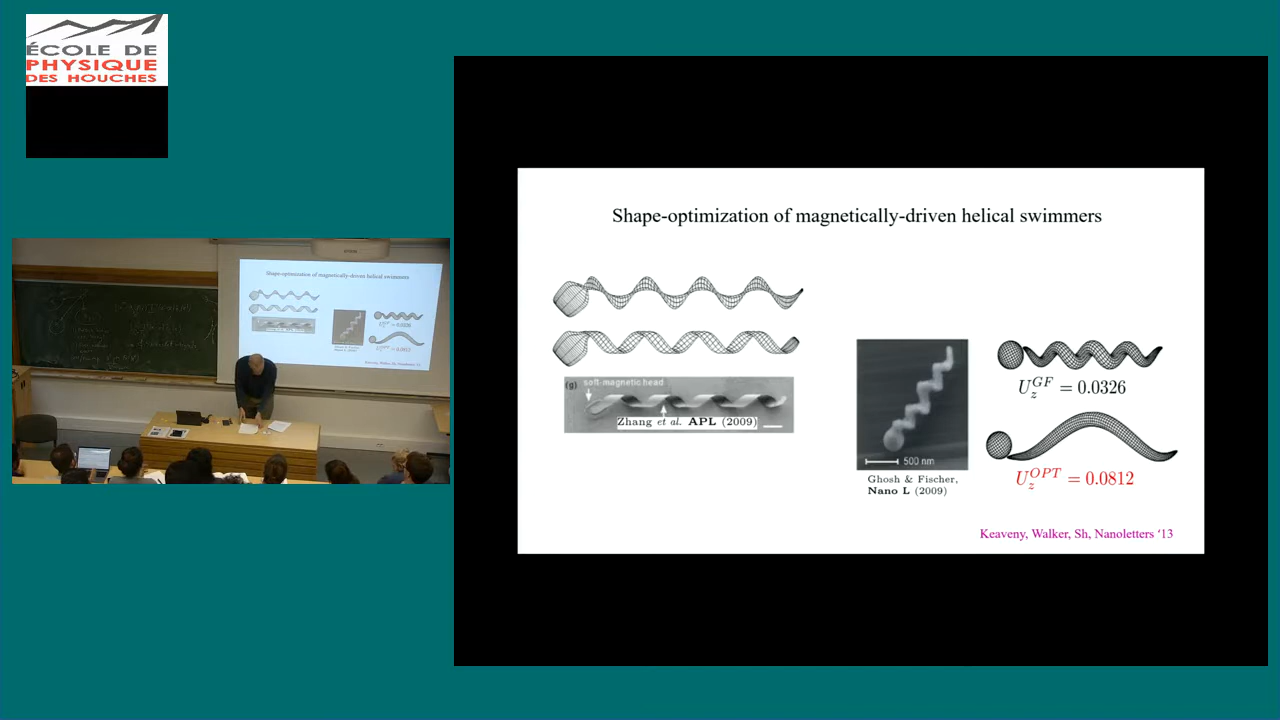 ÉCOLE DE
PHYSIQUE
DES HOUCHES
Shape-optimization of magnetically-driven helical swimmers
(g) soft-magnetic head
Zhang et al. APL (2009)
500 nm
Ghosh & Fischer,
Nano L (2009)
U_z^{GF} = 0.0326
U_z^{OPT} = 0.0812
Keaveny, Walker, Sh, Nanoletters '13